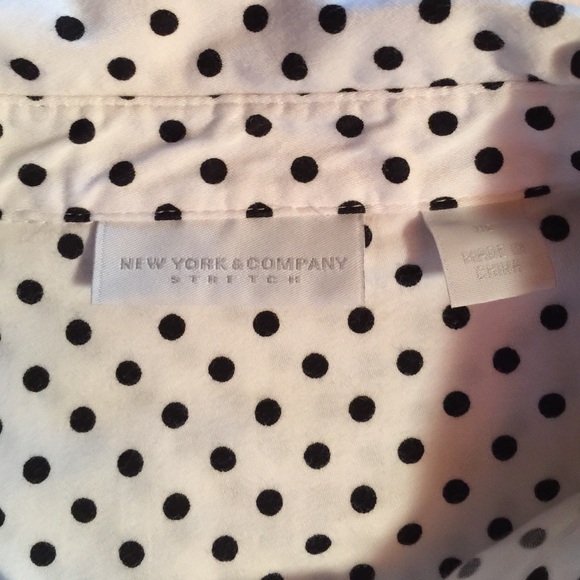 NEW YORK & COMPANY
STRETCH
MADE IN
CHINA